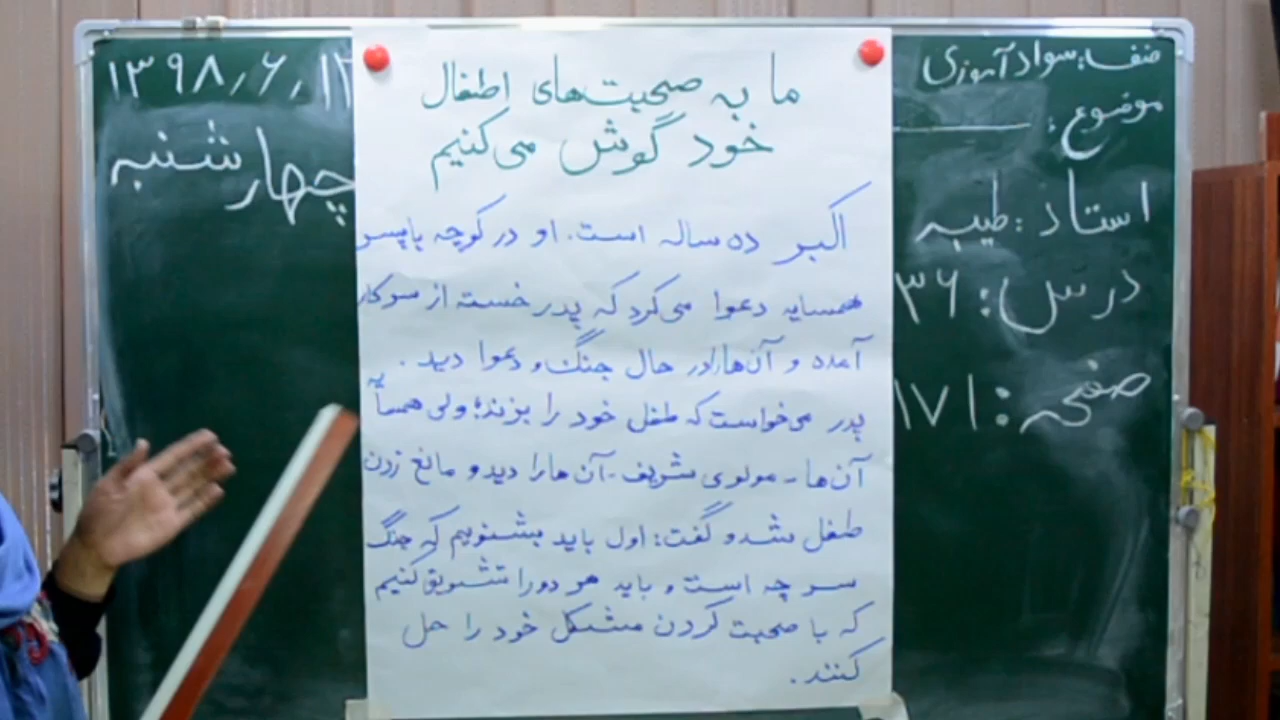 صنف: سواد آموزی
موضوع:
استاد: طیبه
درس: ۳۶
صفحه: ۱۷۱
ما به صحبت‌های اطفال
خود گوش می‌کنیم
اکبر ده ساله است. او در کوچه با پسر
همسایه دعوا می‌کرد که پدر خسته از سر کار
آمده و آن‌ها را در حال جنگ و دعوا دید.
پدر می‌خواست که طفل خود را بزند؛ ولی همسایه
آن‌ها - مولوی شریف - آن‌ها را دید و مانع زدن
طفل شد و گفت: اول باید بشنویم که جنگ
سر چه است و باید هر دو را تشویق کنیم
که با صحبت کردن مشکل خود را حل
کنند.
۱۳۹۸٫۶٫۱۳
چهارشنبه